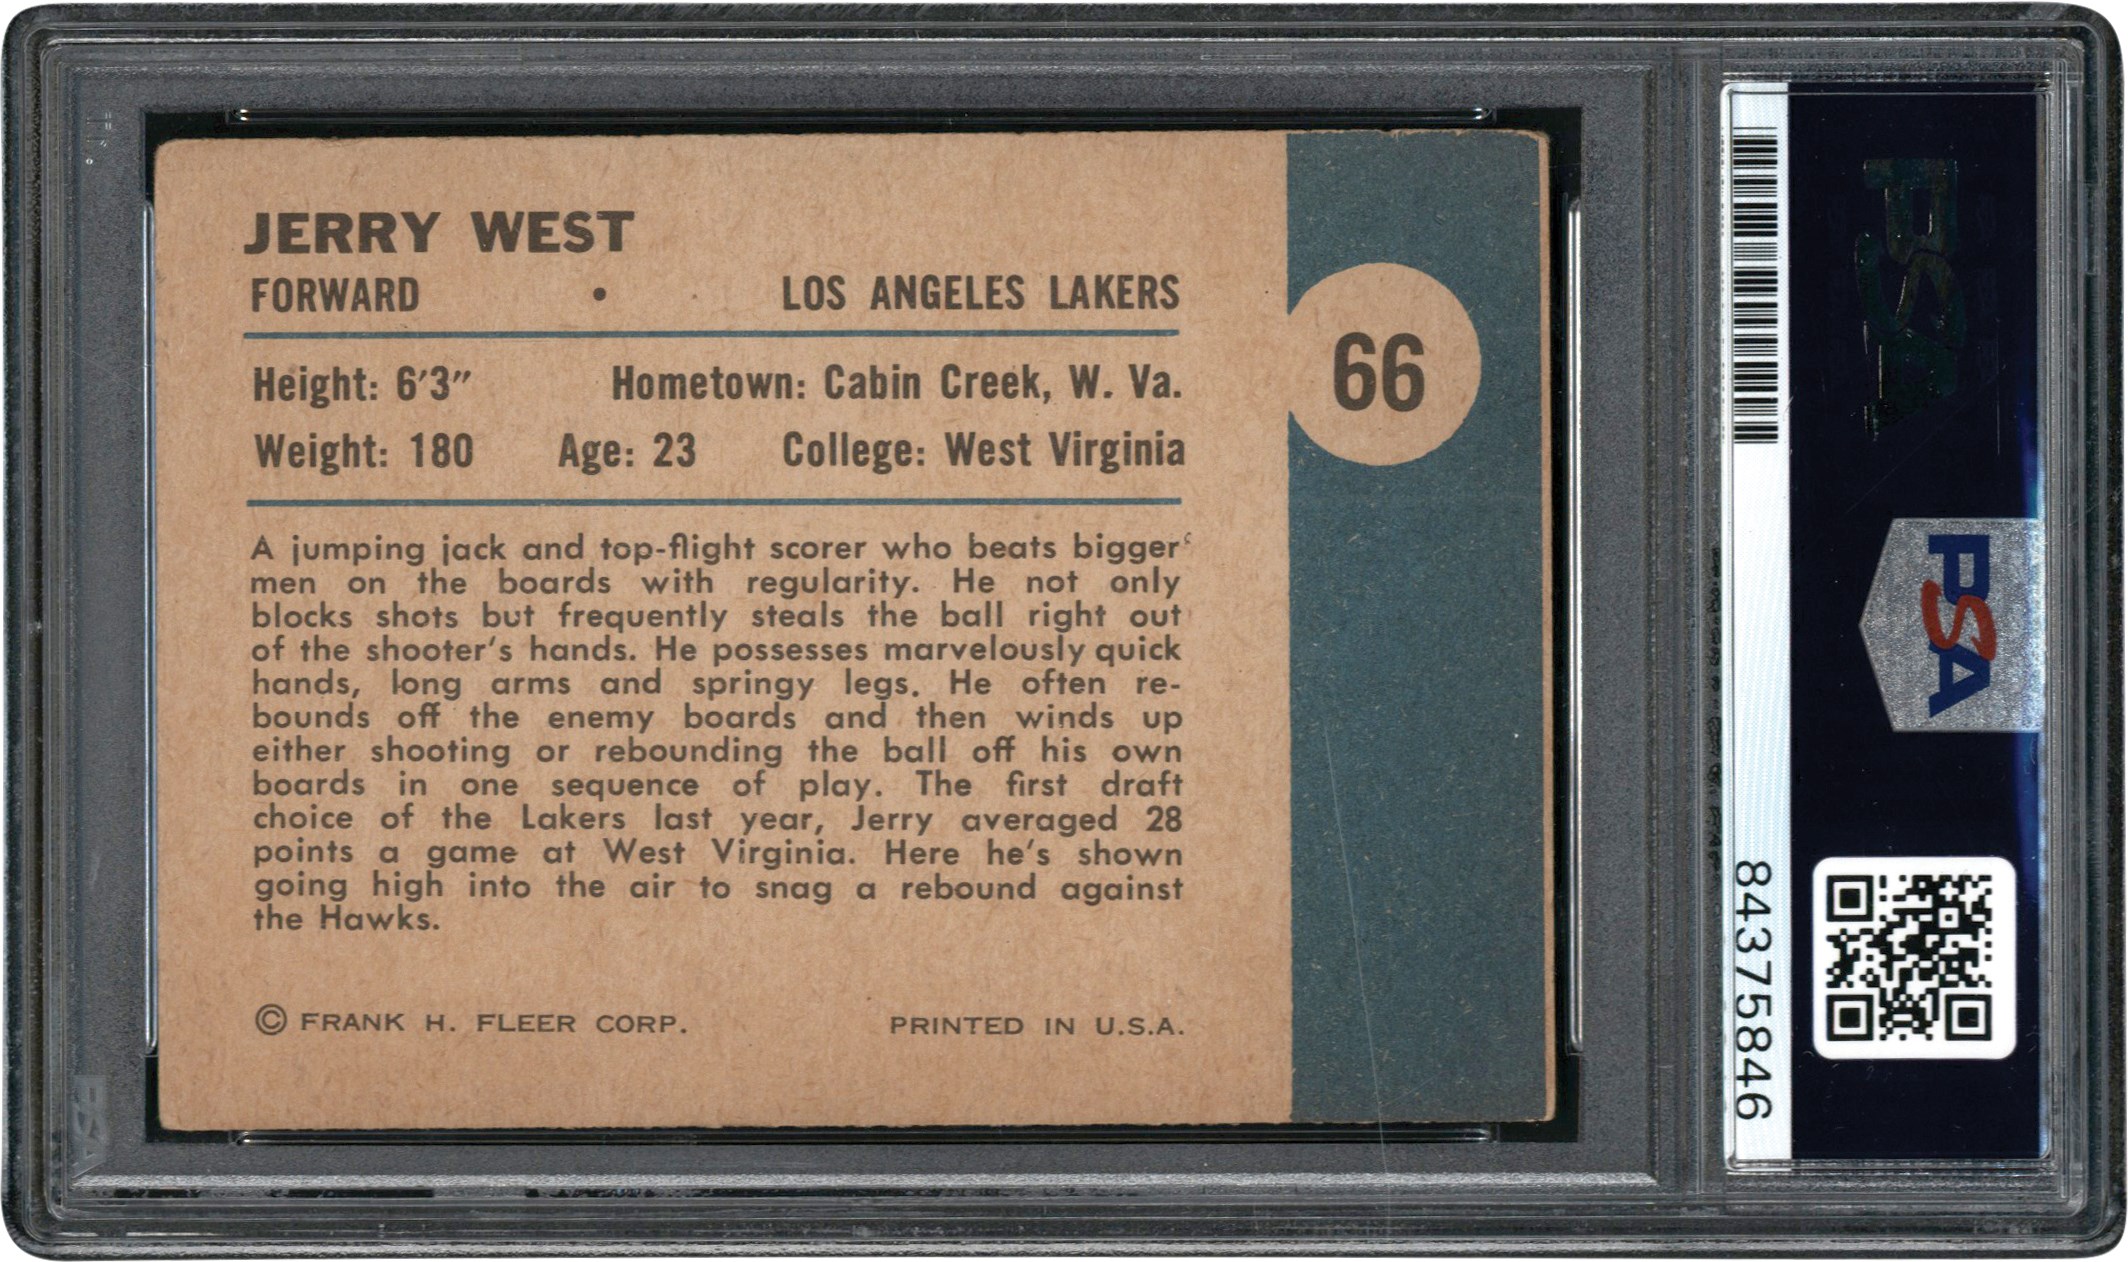 JERRY WEST
FORWARD • LOS ANGELES LAKERS
Height: 6'3" Hometown: Cabin Creek, W. Va.
Weight: 180 Age: 23 College: West Virginia
66
A jumping jack and top-flight scorer who beats bigger
men on the boards with regularity. He not only
blocks shots but frequently steals the ball right out
of the shooter's hands. He possesses marvelously quick
hands, long arms and springy legs. He often re-
bounds off the enemy boards and then winds up
either shooting or rebounding the ball off his own
boards in one sequence of play. The first draft
choice of the Lakers last year, Jerry averaged 28
points a game at West Virginia. Here he's shown
going high into the air to snag a rebound against
the Hawks.
© FRANK H. FLEER CORP. PRINTED IN U.S.A.
PSA
PSA
84375846
PSA